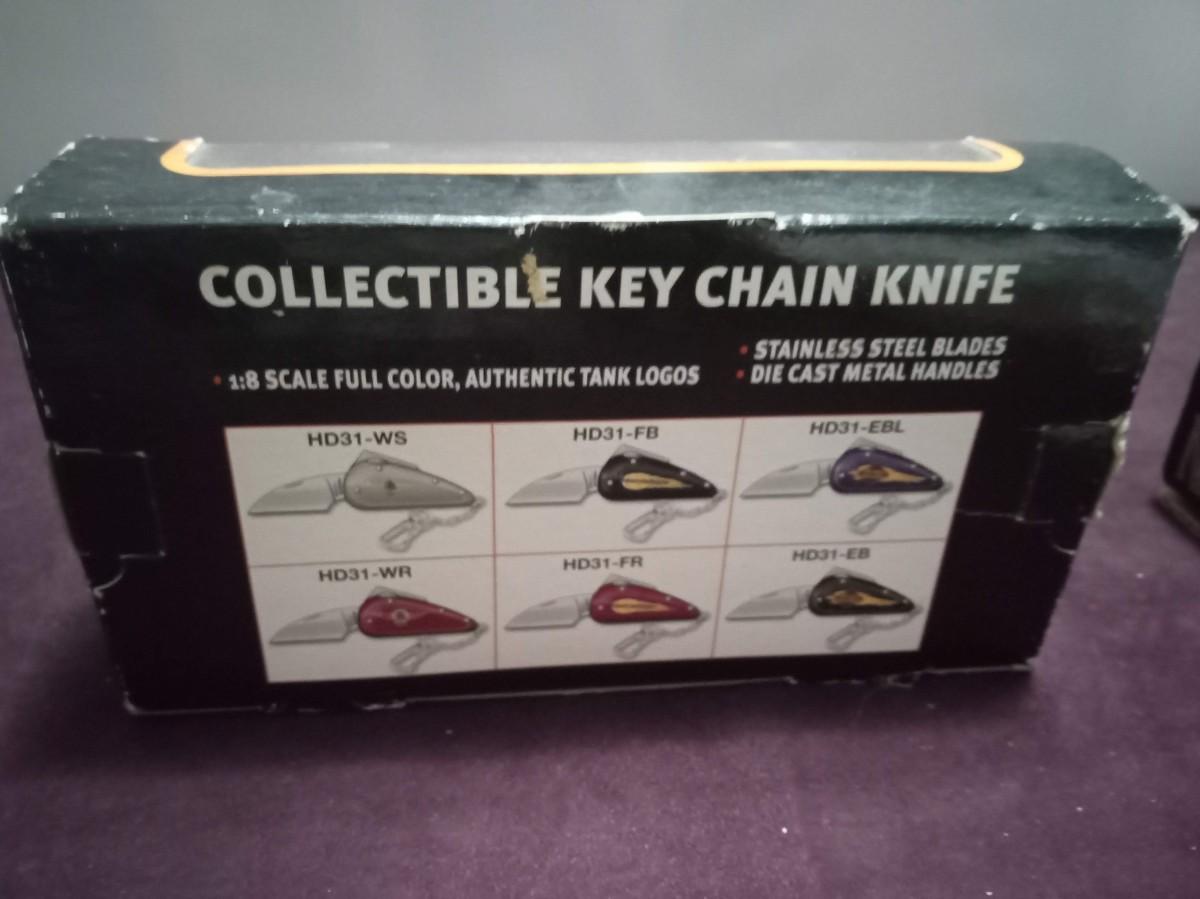 COLLECTIBLE KEY CHAIN KNIFE
• 1:8 SCALE FULL COLOR, AUTHENTIC TANK LOGOS
• STAINLESS STEEL BLADES
• DIE CAST METAL HANDLES
HD31-WS
HD31-FB
HD31-EBL
HD31-WR
HD31-FR
HD31-EB